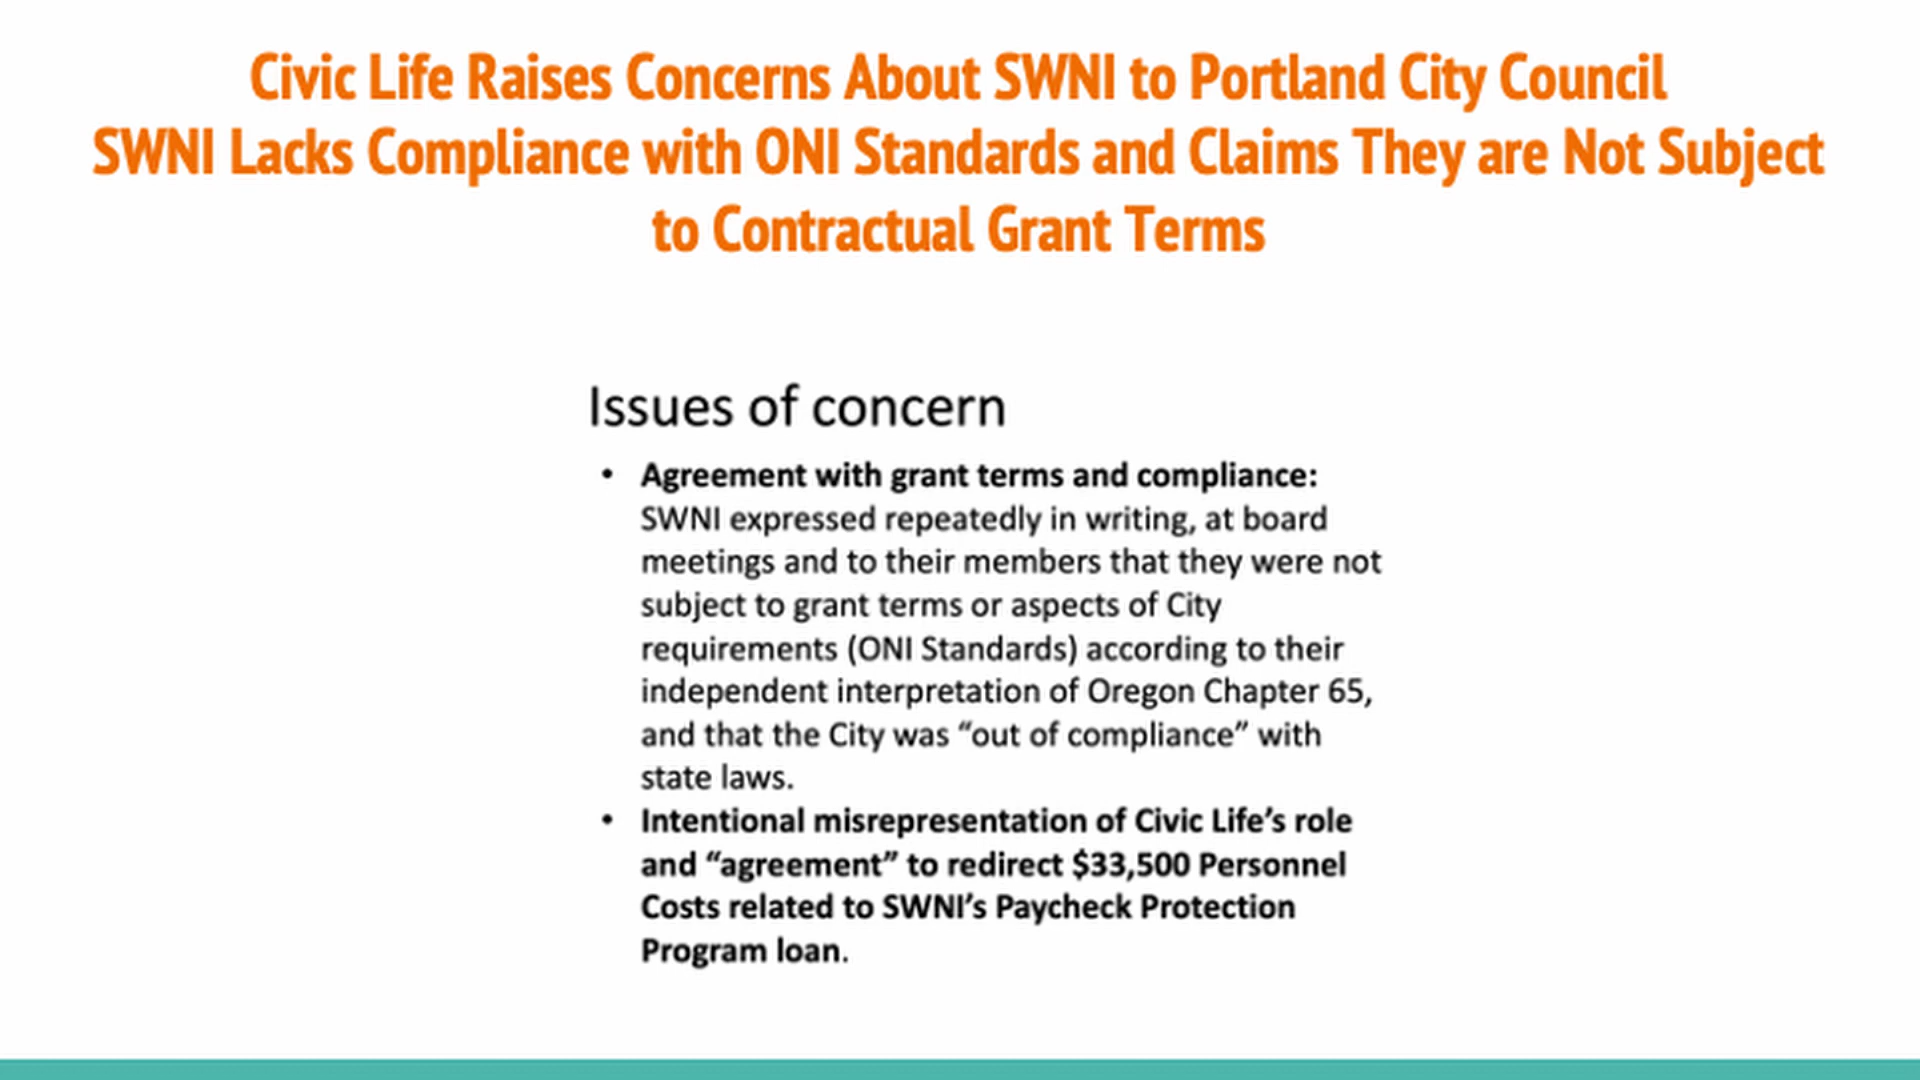 Civic Life Raises Concerns About SWNI to Portland City Council
SWNI Lacks Compliance with ONI Standards and Claims They are Not Subject
to Contractual Grant Terms
Issues of concern
• Agreement with grant terms and compliance:
SWNI expressed repeatedly in writing, at board
meetings and to their members that they were not
subject to grant terms or aspects of City
requirements (ONI Standards) according to their
independent interpretation of Oregon Chapter 65,
and that the City was “out of compliance” with
state laws.
• Intentional misrepresentation of Civic Life’s role
and “agreement” to redirect $33,500 Personnel
Costs related to SWNI’s Paycheck Protection
Program loan.